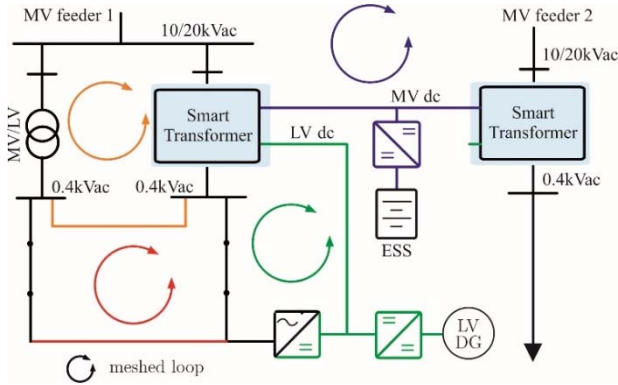 MV feeder 1
MV feeder 2
10/20kVac
10/20kVac
MV/LV
Smart
Transformer
MV dc
LV dc
Smart
Transformer
0.4kVac
0.4kVac
0.4kVac
ESS
LV
DG
meshed loop